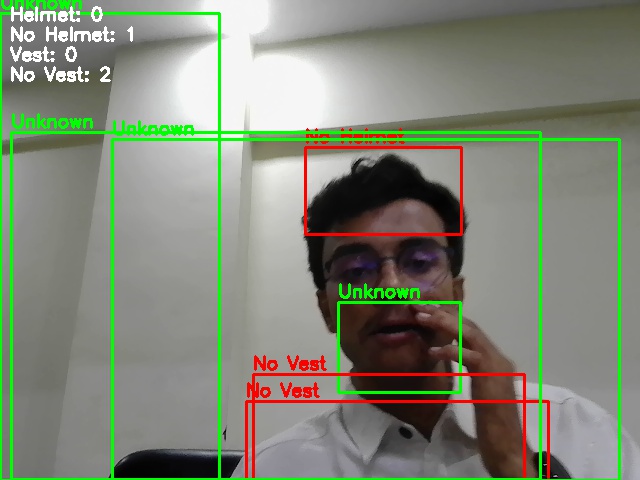 Unknown
Helmet: 0
No Helmet: 1
Vest: 0
No Vest: 2
Unknown
Unknown
No Helmet
Unknown
No Vest
No Vest